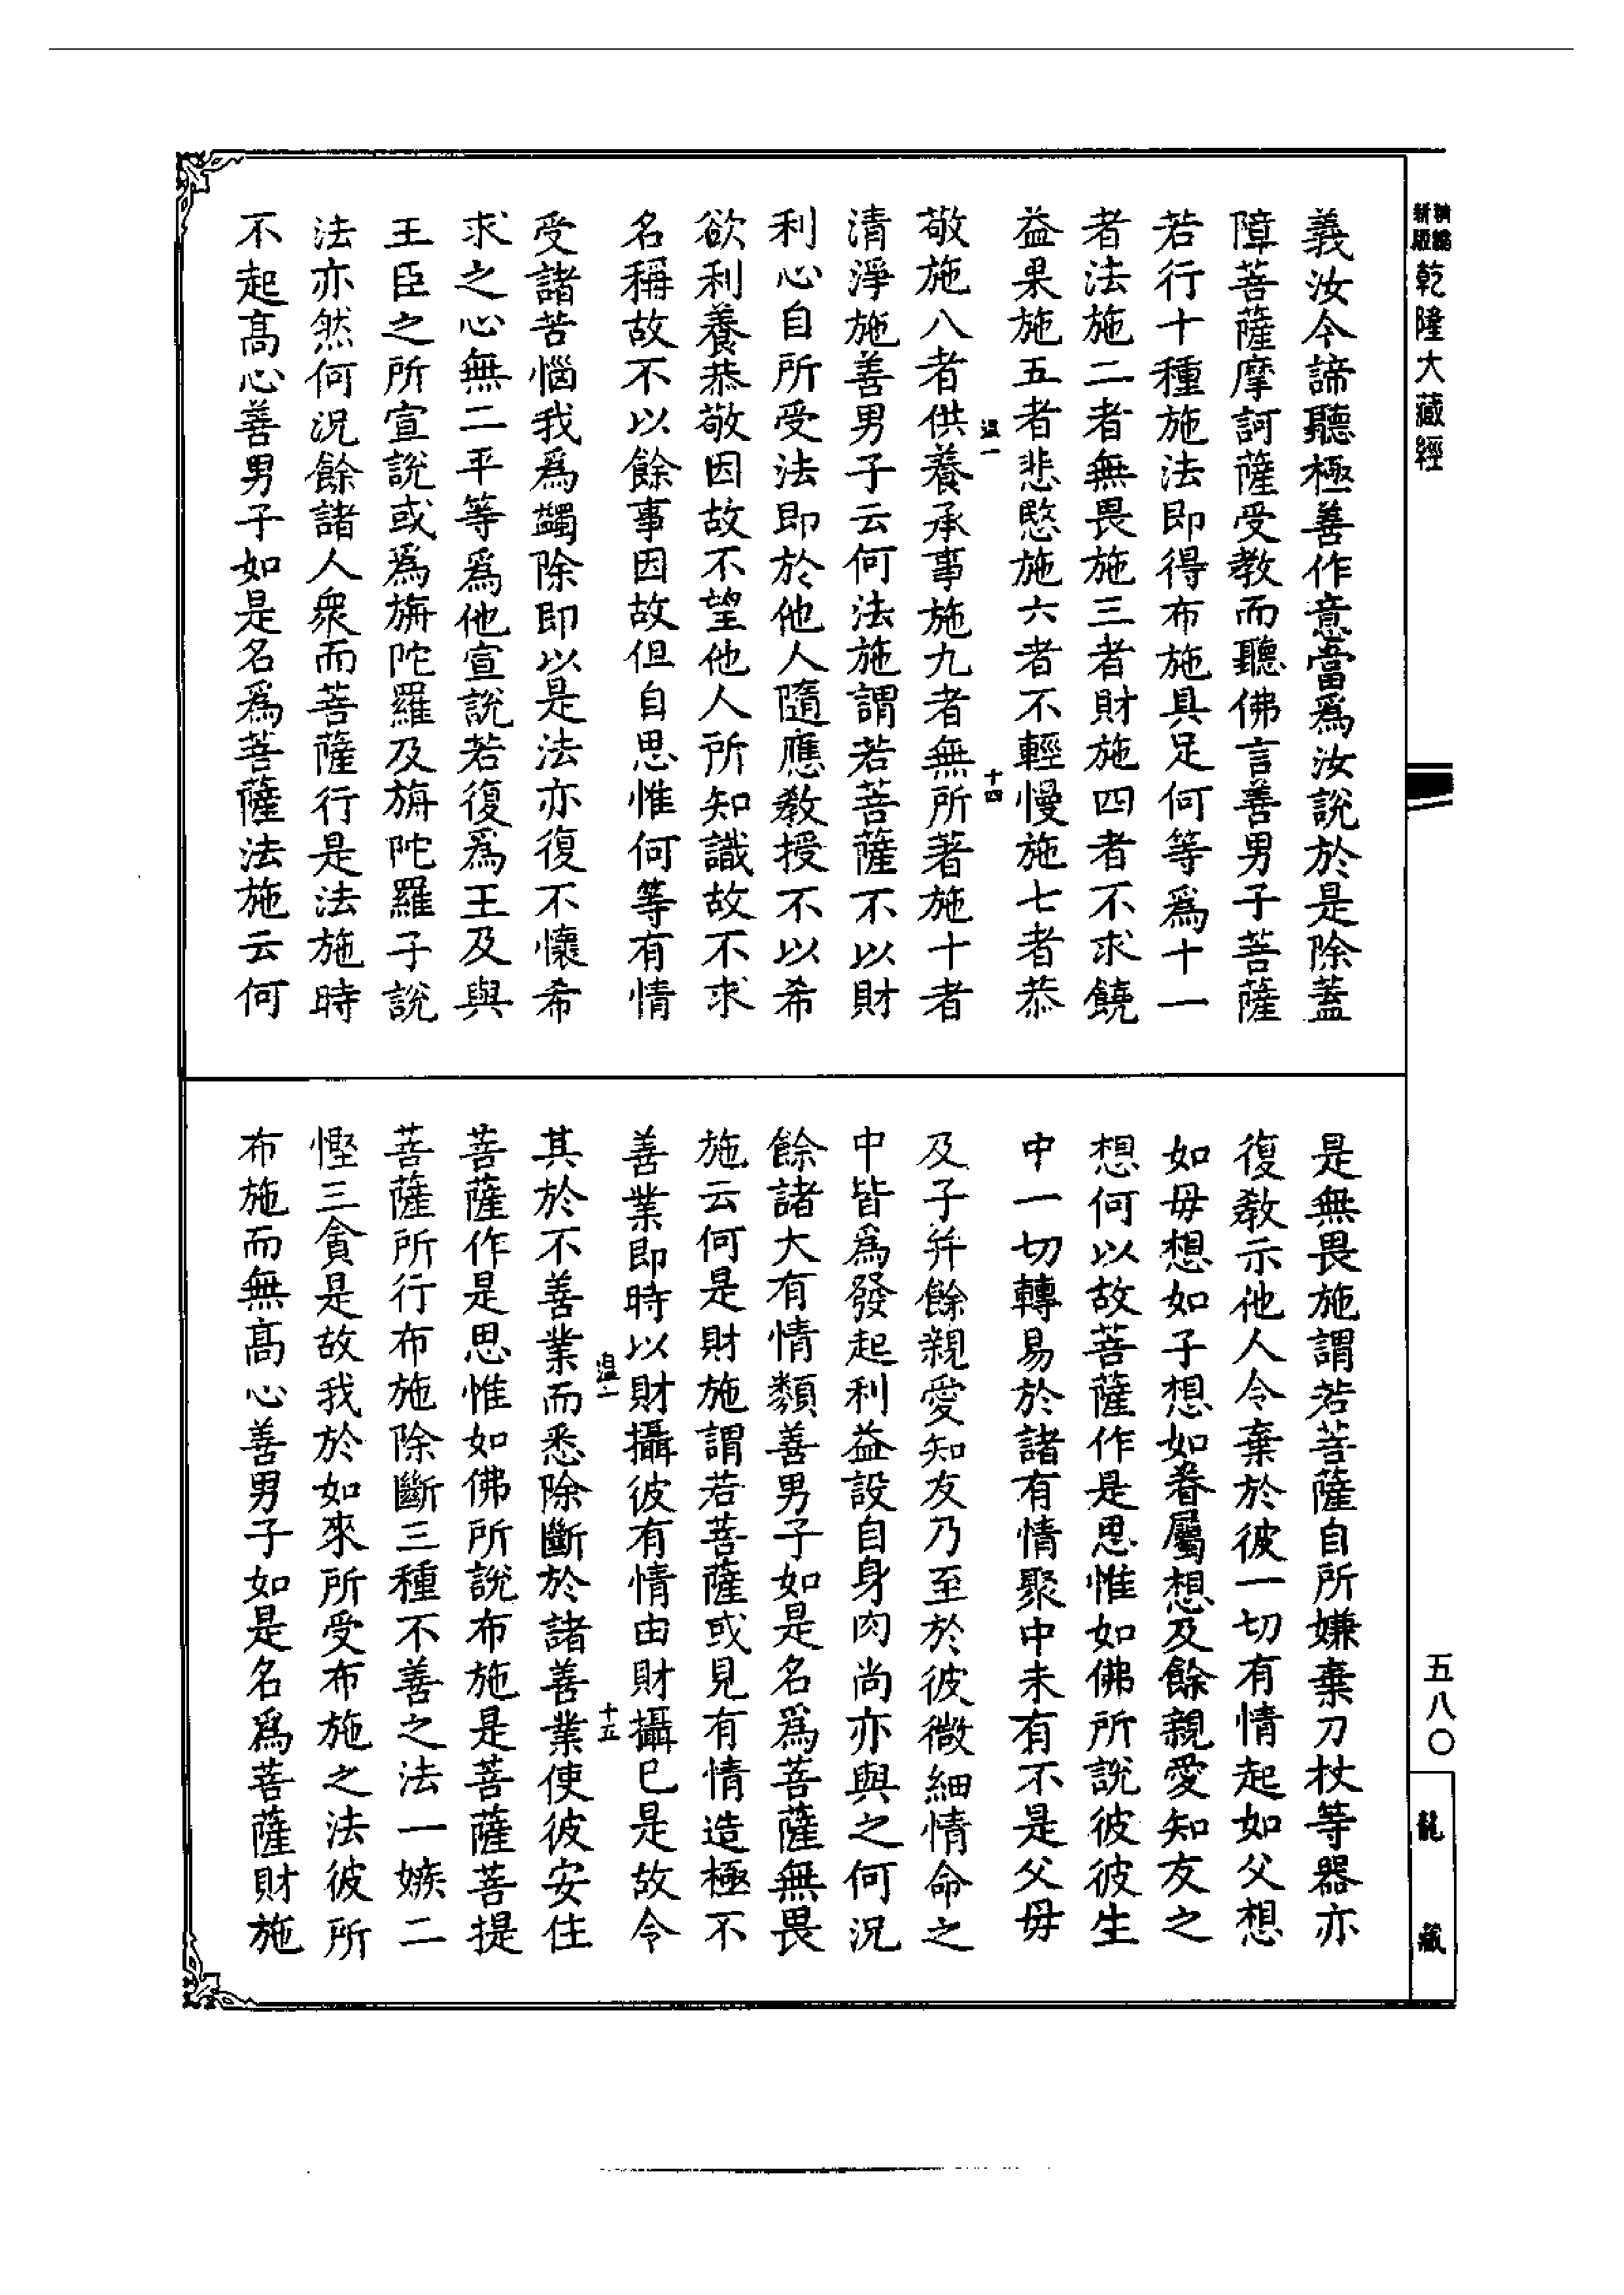 精編
新版
乾隆大藏經
義汝今諦聽極善作意當爲汝說於是除蓋
障菩薩摩訶薩受教而聽佛言善男子菩薩
若行十種施法即得布施具足何等爲十一
者法施二者無畏施三者財施四者不求饒
益果施五者悲愍施六者不輕慢施七者恭
溫一
十四
敬施八者供養承事施九者無所著施十者
清淨施善男子云何法施謂若菩薩不以財
利心自所受法即於他人隨應教授不以希
欲利養恭敬因故不望他人所知識故不求
名稱故不以餘事因故但自思惟何等有情
受諸苦惱我爲蠲除即以是法亦復不懷希
求之心無二平等爲他宣說若復爲王及與
王臣之所宣說或爲旃陀羅及旃陀羅子說
法亦然何況餘諸人衆而菩薩行是法施時
不起高心善男子如是名爲菩薩法施云何
是無畏施謂若菩薩自所嫌棄刀杖等器亦
復教示他人令棄於彼一切有情起如父想
如母想如子想如眷屬想及餘親愛知友之
想何以故菩薩作是思惟如佛所說彼彼生
中一切轉易於諸有情聚中未有不是父母
及子并餘親愛知友乃至於彼微細情命之
中皆爲發起利益設自身肉尚亦與之何況
餘諸大有情類善男子如是名爲菩薩無畏
施云何是財施謂若菩薩或見有情造極不
善業即時以財攝彼有情由財攝已是故令
溫一
十五
其於不善業而悉除斷於諸善業使彼安住
菩薩作是思惟如佛所說布施是菩薩菩提
菩薩所行布施除斷三種不善之法一嫉二
慳三貪是故我於如來所受布施之法彼所
布施而無高心善男子如是名爲菩薩財施
五八〇
龍藏